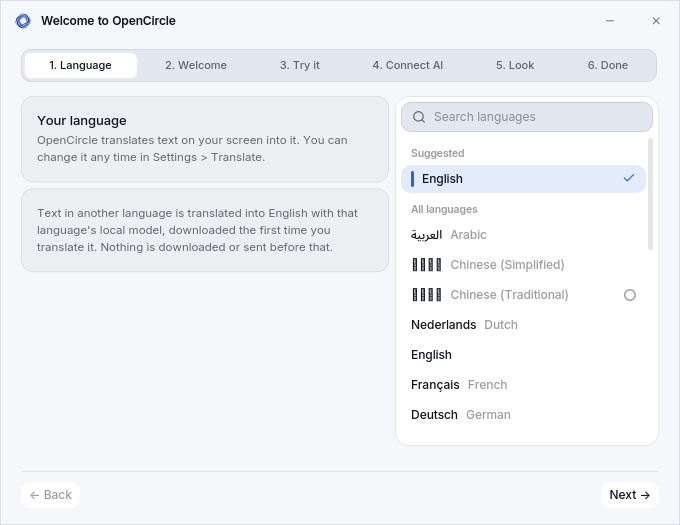 Welcome to OpenCircle
1. Language
2. Welcome
3. Try it
4. Connect AI
5. Look
6. Done
Your language
OpenCircle translates text on your screen into it. You can
change it any time in Settings > Translate.
Text in another language is translated into English with that
language's local model, downloaded the first time you
translate it. Nothing is downloaded or sent before that.
Search languages
Suggested
English
All languages
العربية Arabic
Chinese (Simplified)
Chinese (Traditional)
Nederlands Dutch
English
Français French
Deutsch German
← Back
Next →